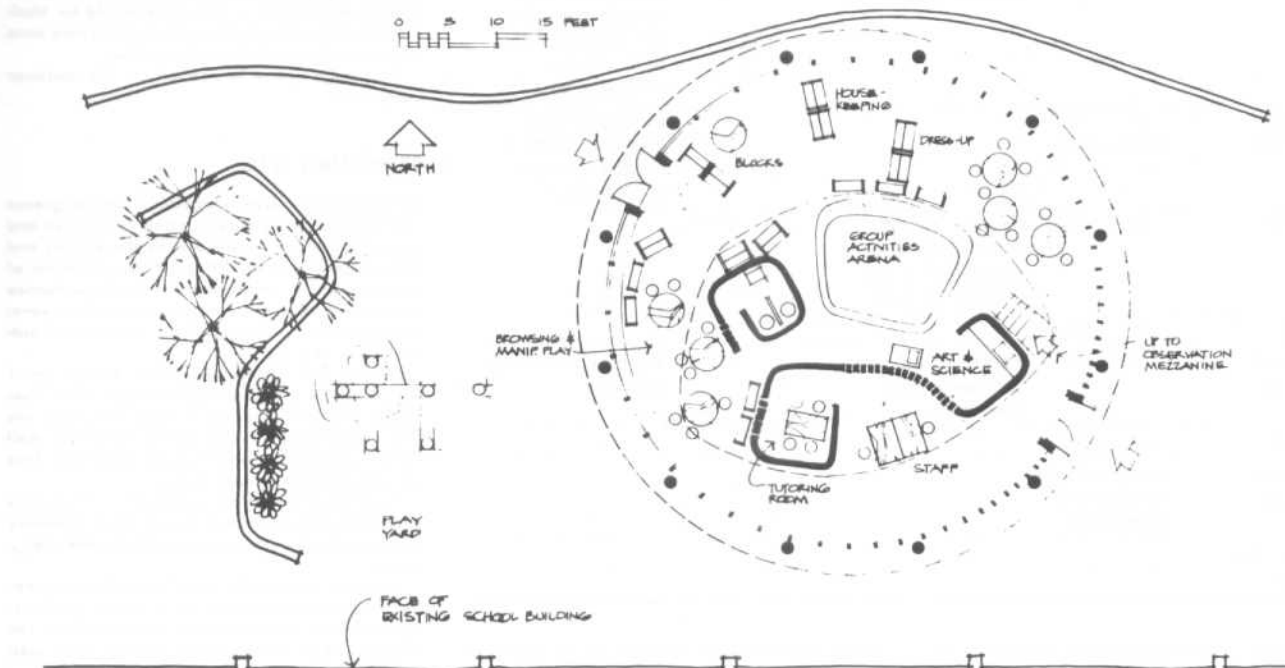 0 5 10 15 FEET
NORTH
HOUSE-
KEEPING
DRESS-UP
BLOCKS
GROUP
ACTIVITIES
ARENA
BROWSING &
MANIP. PLAY
ART &
SCIENCE
UP TO
OBSERVATION
MEZZANINE
STAFF
TUTORING
ROOM
PLAY
YARD
FACE OF
EXISTING SCHOOL BUILDING